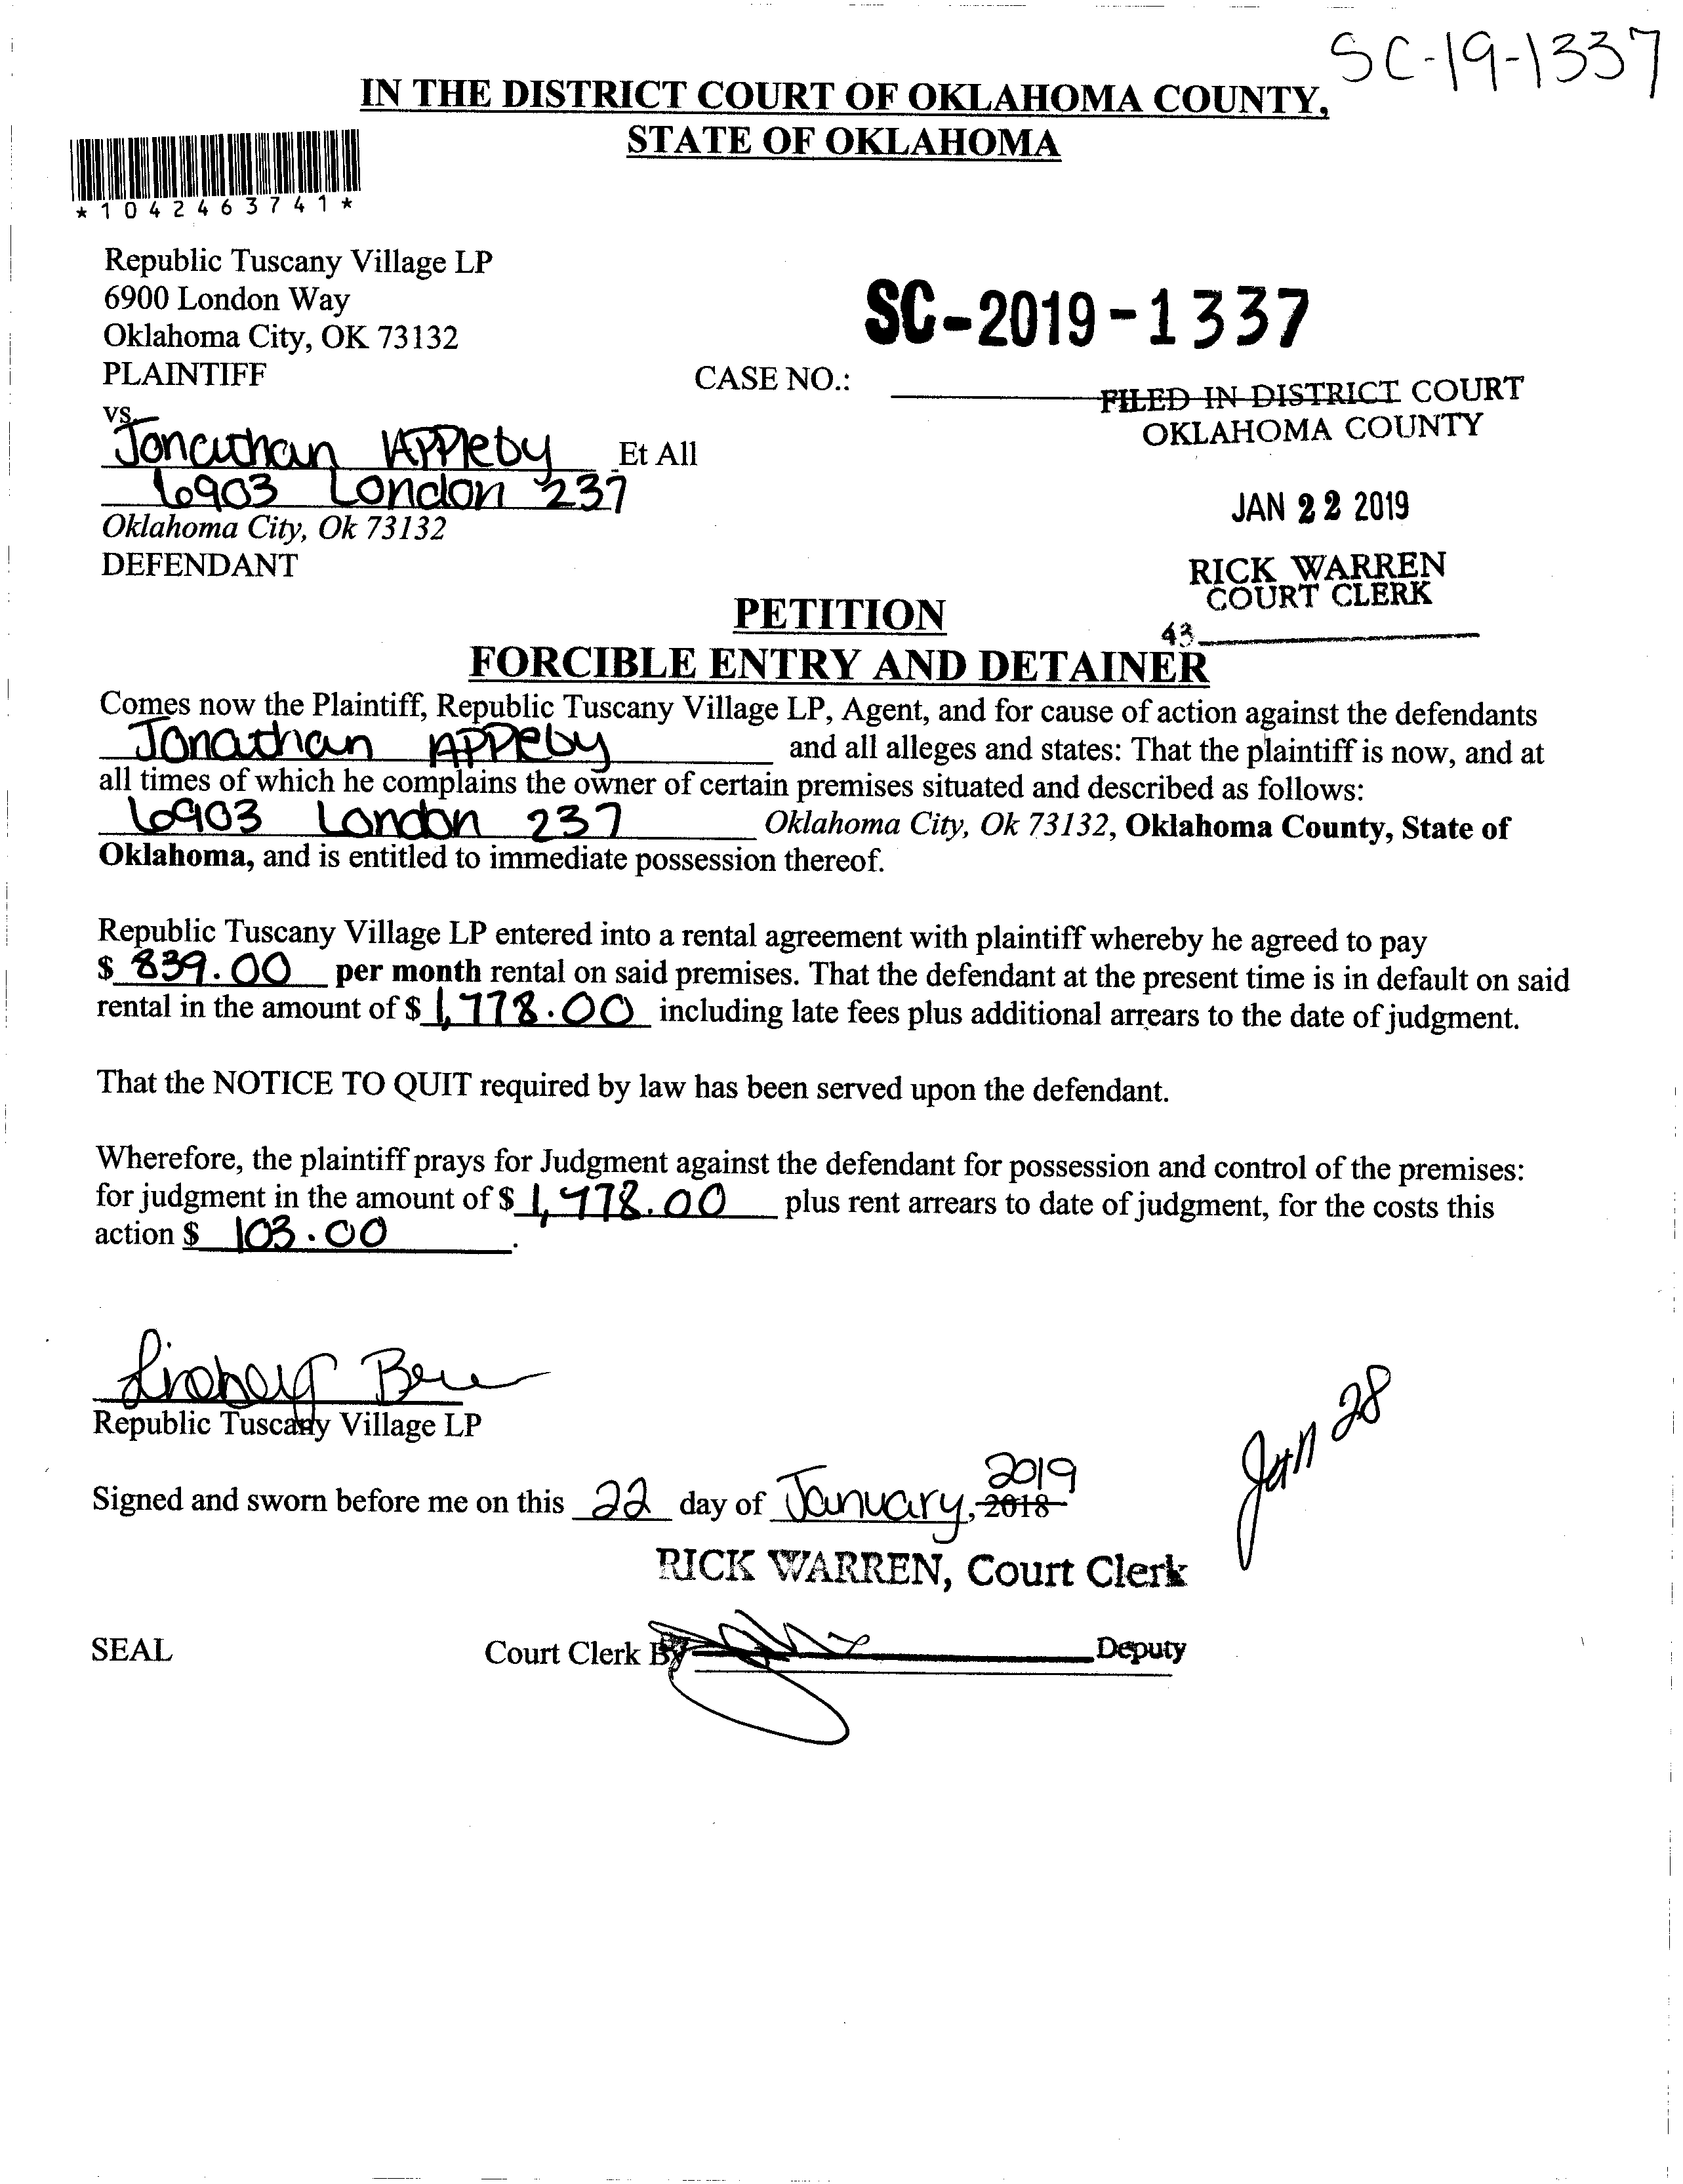 SC-19-1337
IN THE DISTRICT COURT OF OKLAHOMA COUNTY,
STATE OF OKLAHOMA
*1042463741*
Republic Tuscany Village LP
6900 London Way
Oklahoma City, OK 73132
PLAINTIFF
SC-2019-1337
CASE NO.:
FILED IN DISTRICT COURT
OKLAHOMA COUNTY
vs.
Jonathan Appleby Et All
6903 London 237
Oklahoma City, Ok 73132
DEFENDANT
JAN 22 2019
RICK WARREN
COURT CLERK
43
PETITION
FORCIBLE ENTRY AND DETAINER
Comes now the Plaintiff, Republic Tuscany Village LP, Agent, and for cause of action against the defendants
Jonathan Appleby and all alleges and states: That the plaintiff is now, and at
all times of which he complains the owner of certain premises situated and described as follows:
6903 London 237 Oklahoma City, Ok 73132, Oklahoma County, State of
Oklahoma, and is entitled to immediate possession thereof.
Republic Tuscany Village LP entered into a rental agreement with plaintiff whereby he agreed to pay
$ 839.00 per month rental on said premises. That the defendant at the present time is in default on said
rental in the amount of $ 1,778.00 including late fees plus additional arrears to the date of judgment.
That the NOTICE TO QUIT required by law has been served upon the defendant.
Wherefore, the plaintiff prays for Judgment against the defendant for possession and control of the premises:
for judgment in the amount of $ 1,778.00 plus rent arrears to date of judgment, for the costs this
action $ 103.00.
Republic Tuscany Village LP
Jan 28
2019
Signed and sworn before me on this 22 day of January, 2018
RICK WARREN, Court Clerk
SEAL
Court Clerk By Deputy